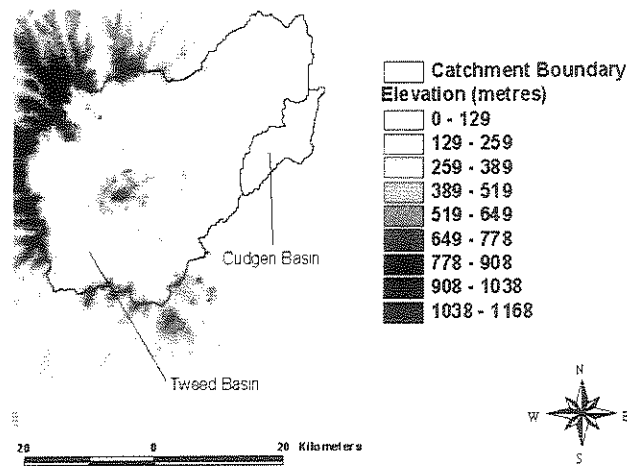 Catchment Boundary
Elevation (metres)
0 - 129
129 - 259
259 - 389
389 - 519
519 - 649
649 - 778
778 - 908
908 - 1038
1038 - 1168
Cudgen Basin
Tweed Basin
N
W E
S
20 0 20 Kilometers